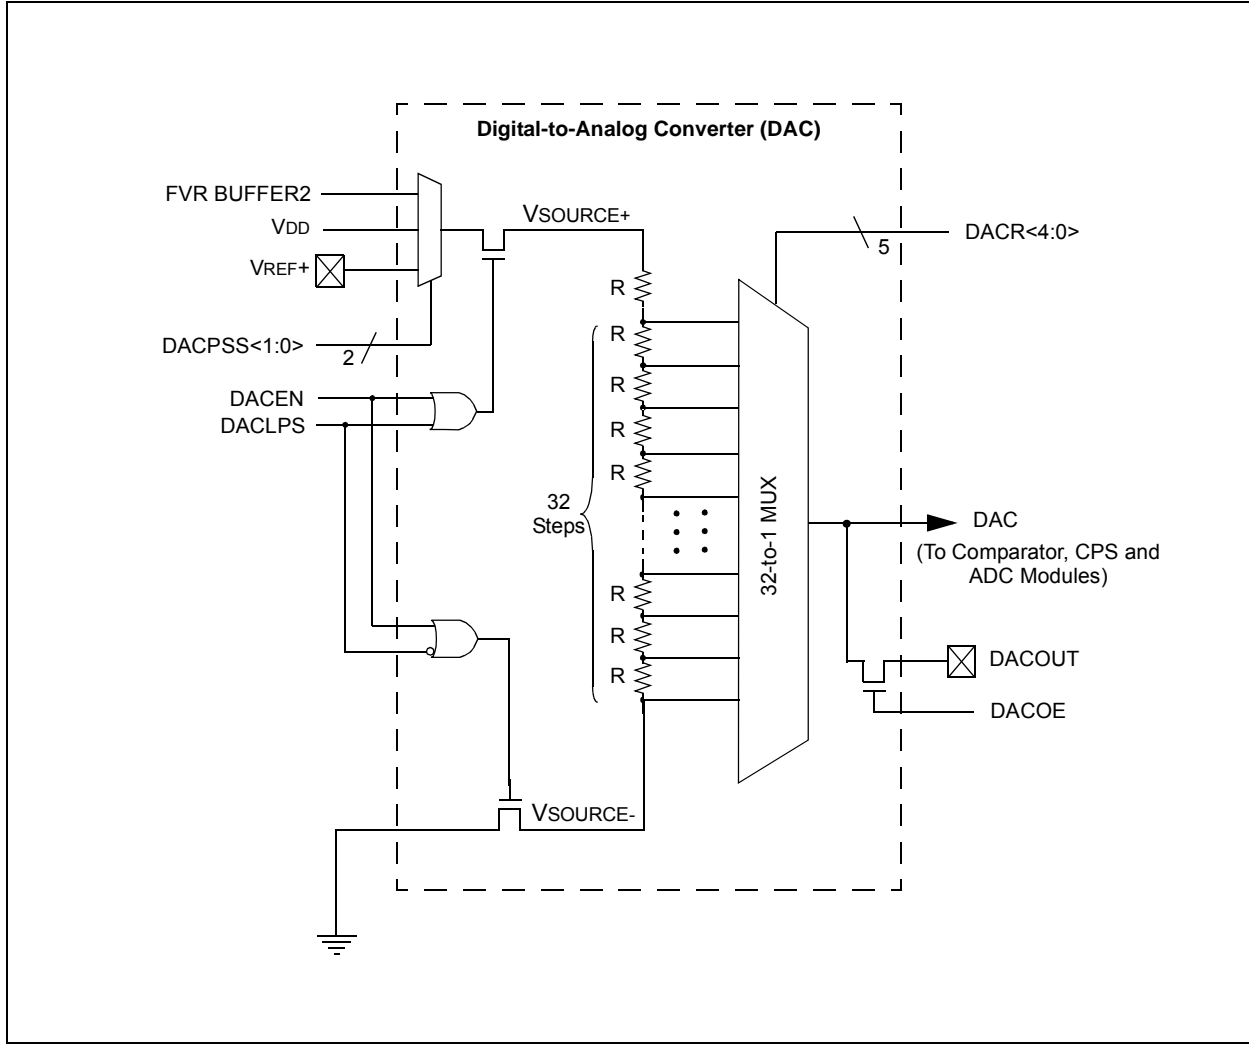 Digital-to-Analog Converter (DAC)
FVR BUFFER2
VDD
VREF+
VSOURCE+
DACR<4:0>
5
DACPSS<1:0>
2
DACEN
DACLPS
R
R
R
R
R
32
Steps
R
R
R
32-to-1 MUX
DAC
(To Comparator, CPS and
ADC Modules)
DACOUT
DACOE
VSOURCE-